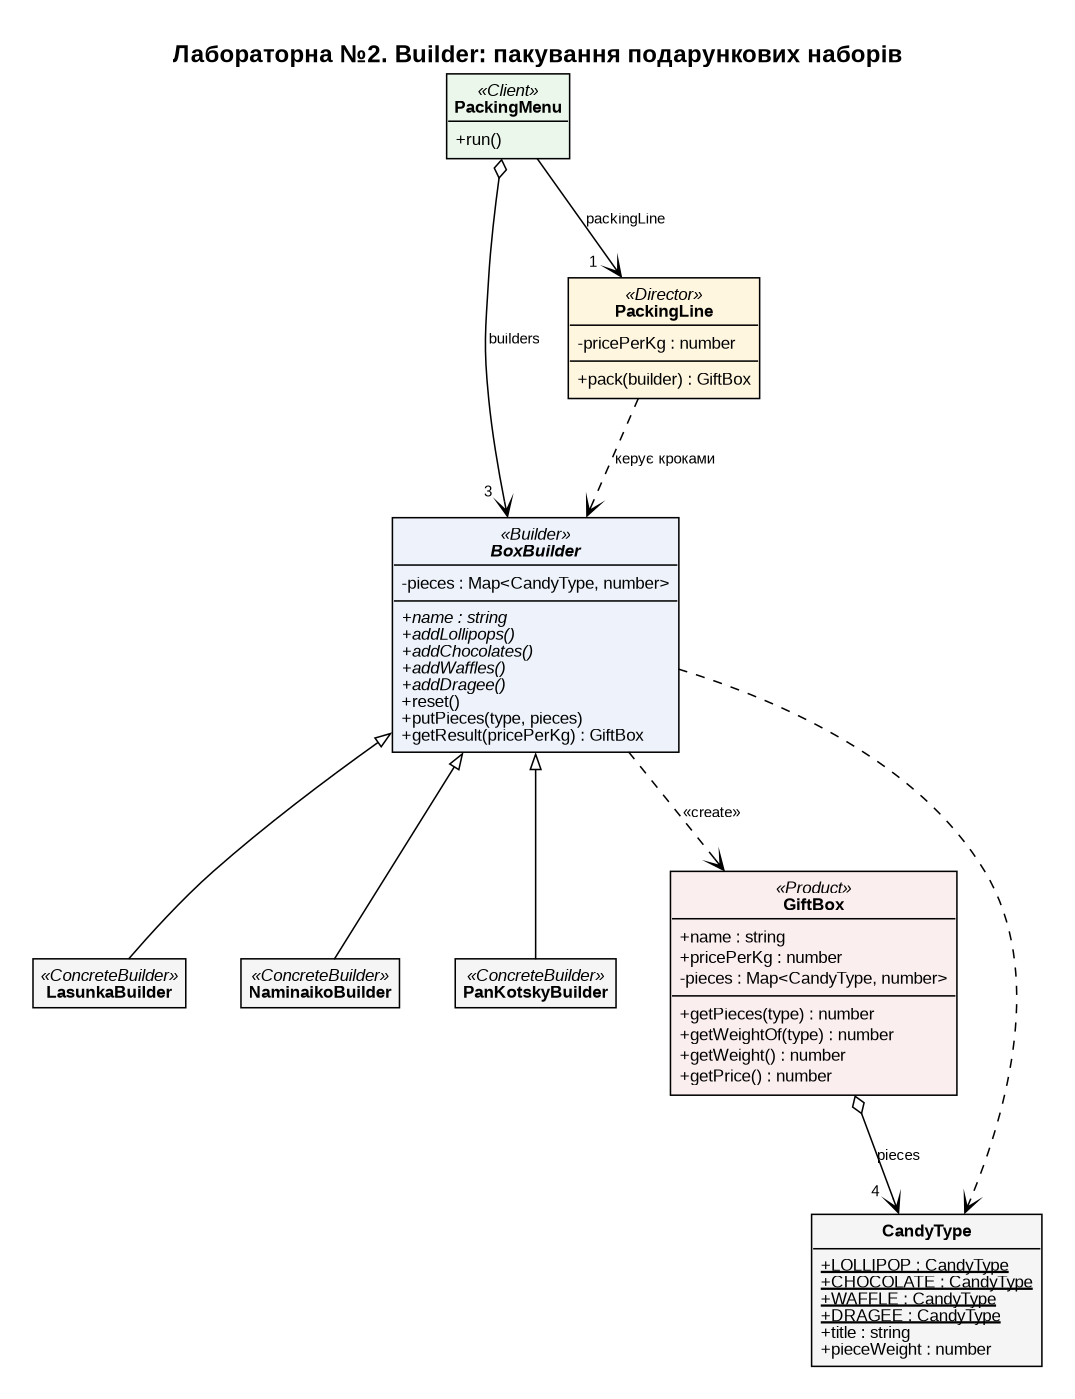 Лабораторна №2. Builder: пакування подарункових наборів
«Client»
PackingMenu
+run()
packingLine
1
«Director»
PackingLine
-pricePerKg : number
+pack(builder) : GiftBox
builders
керує кроками
3
«Builder»
BoxBuilder
-pieces : Map<CandyType, number>
+name : string
+addLollipops()
+addChocolates()
+addWaffles()
+addDragee()
+reset()
+putPieces(type, pieces)
+getResult(pricePerKg) : GiftBox
«create»
«Product»
GiftBox
+name : string
+pricePerKg : number
-pieces : Map<CandyType, number>
+getPieces(type) : number
+getWeightOf(type) : number
+getWeight() : number
+getPrice() : number
«ConcreteBuilder»
LasunkaBuilder
«ConcreteBuilder»
NaminaikoBuilder
«ConcreteBuilder»
PanKotskyBuilder
pieces
4
CandyType
+LOLLIPOP : CandyType
+CHOCOLATE : CandyType
+WAFFLE : CandyType
+DRAGEE : CandyType
+title : string
+pieceWeight : number